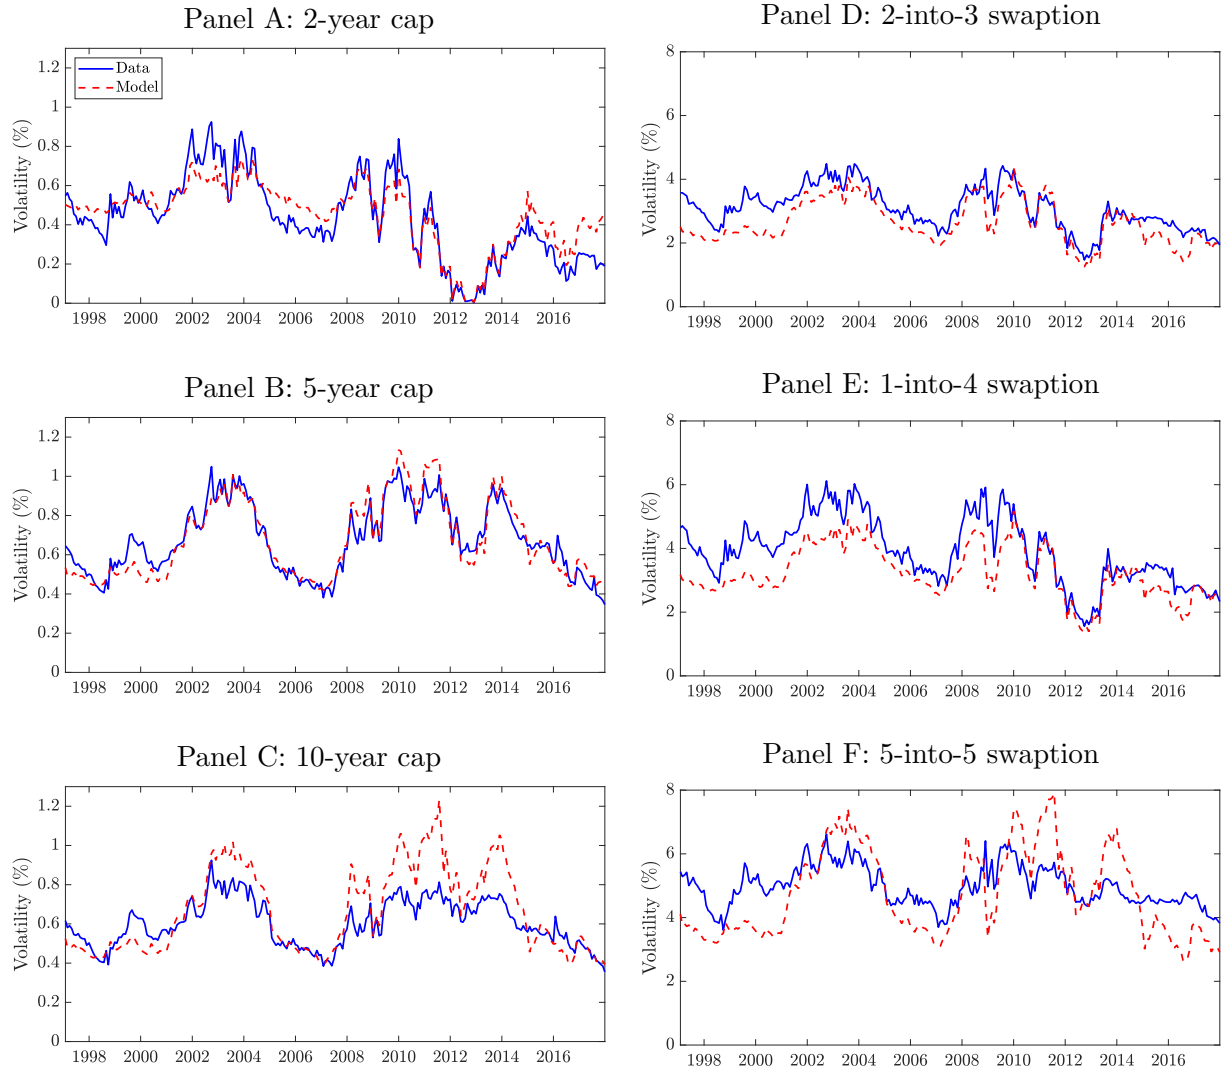 Panel A: 2-year cap
1.2
1
0.8
0.6
0.4
0.2
0
Volatility (%)
Data
Model
1998 2000 2002 2004 2006 2008 2010 2012 2014 2016
Panel D: 2-into-3 swaption
8
6
4
2
0
Volatility (%)
1998 2000 2002 2004 2006 2008 2010 2012 2014 2016
Panel B: 5-year cap
1.2
1
0.8
0.6
0.4
0.2
0
Volatility (%)
1998 2000 2002 2004 2006 2008 2010 2012 2014 2016
Panel E: 1-into-4 swaption
8
6
4
2
0
Volatility (%)
1998 2000 2002 2004 2006 2008 2010 2012 2014 2016
Panel C: 10-year cap
1.2
1
0.8
0.6
0.4
0.2
0
Volatility (%)
1998 2000 2002 2004 2006 2008 2010 2012 2014 2016
Panel F: 5-into-5 swaption
8
6
4
2
0
Volatility (%)
1998 2000 2002 2004 2006 2008 2010 2012 2014 2016